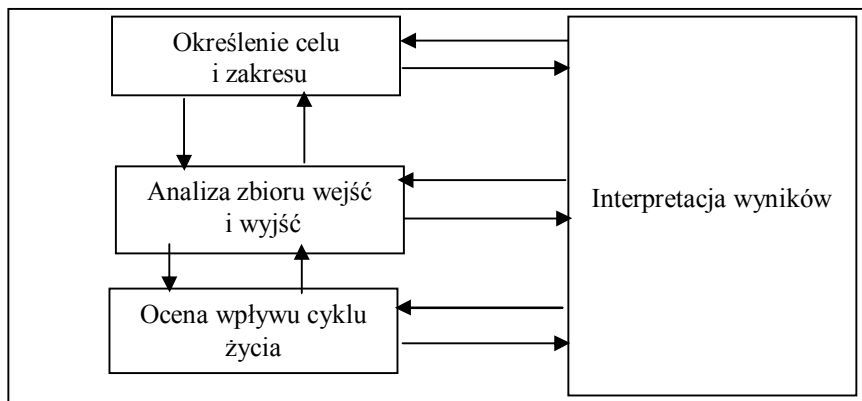 Określenie celu
i zakresu
Analiza zbioru wejść
i wyjść
Interpretacja wyników
Ocena wpływu cyklu
życia